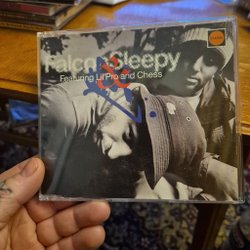 Falcn Sleepy
Featuring Lil'Pro and Chess